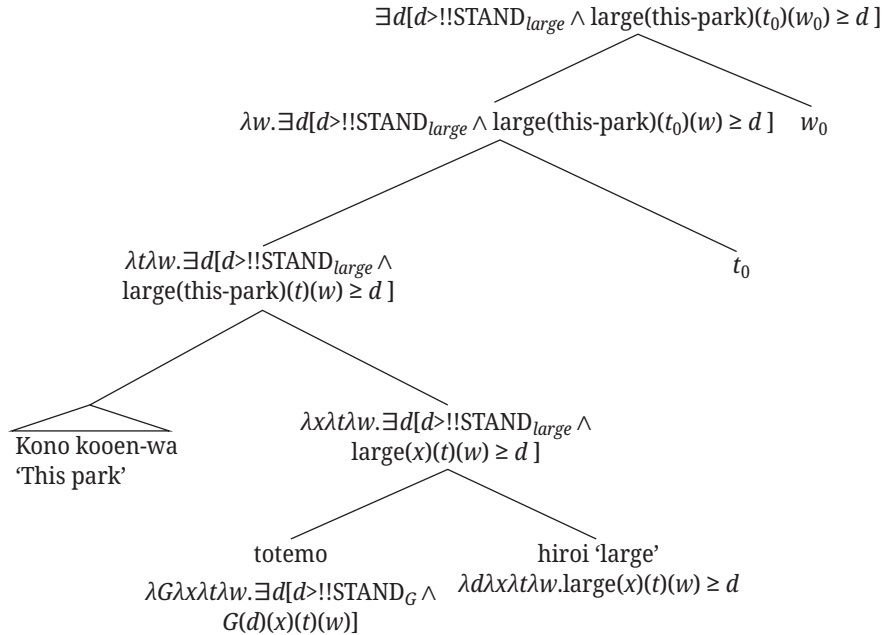 ∃d[d>!!STAND_large ∧ large(this-park)(t₀)(w₀) ≥ d ]
λw.∃d[d>!!STAND_large ∧ large(this-park)(t₀)(w) ≥ d ] w₀
λtλw.∃d[d>!!STAND_large ∧
large(this-park)(t)(w) ≥ d ]
t₀
Kono kooen-wa
‘This park’
λxλtλw.∃d[d>!!STAND_large ∧
large(x)(t)(w) ≥ d ]
totemo
λGλxλtλw.∃d[d>!!STAND_G ∧
G(d)(x)(t)(w)]
hiroi ‘large’
λdλxλtλw.large(x)(t)(w) ≥ d